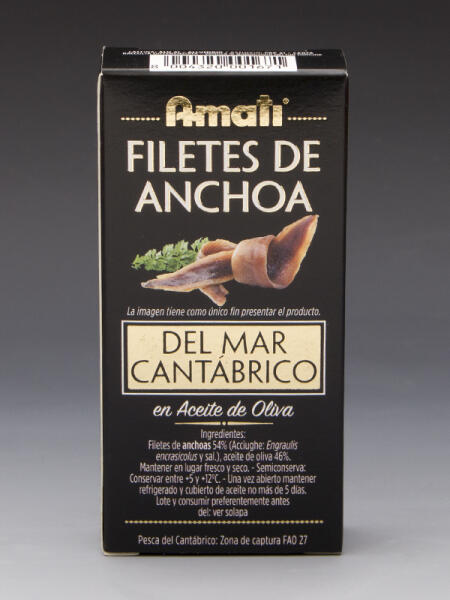 8 004320 001671
Amati
FILETES DE
ANCHOA
La imagen tiene como único fin presentar el producto.
DEL MAR
CANTÁBRICO
en Aceite de Oliva
Ingredientes:
Filetes de anchoas 54% (Acciughe: Engraulis
encrasicolus y sal.), aceite de oliva 46%.
Mantener en lugar fresco y seco. - Semiconserva:
Conservar entre +5 y +12ºC. - Una vez abierto mantener
refrigerado y cubierto de aceite no más de 5 días.
Lote y consumir preferentemente antes
del: ver solapa
Pesca del Cantábrico: Zona de captura FAO 27